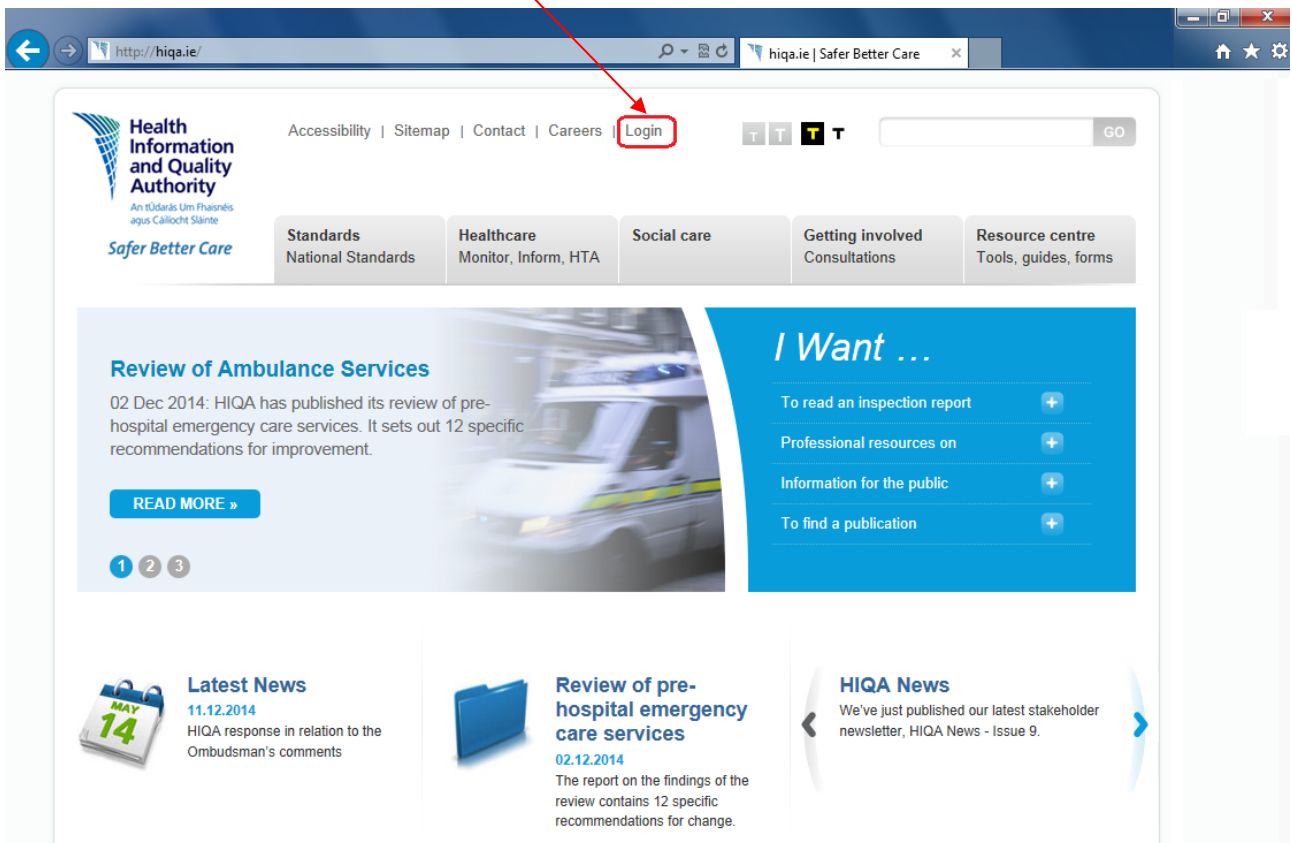 http://hiqa.ie/
hiqa.ie | Safer Better Care
Health
Information
and Quality
Authority
An tÚdarás Um Fhaisnéis
agus Cáilíocht Sláinte
Safer Better Care
Accessibility | Sitemap | Contact | Careers | Login
T T T T
GO
Standards
National Standards
Healthcare
Monitor, Inform, HTA
Social care
Getting involved
Consultations
Resource centre
Tools, guides, forms
Review of Ambulance Services
02 Dec 2014: HIQA has published its review of pre-
hospital emergency care services. It sets out 12 specific
recommendations for improvement.
READ MORE »
1 2 3
I Want ...
To read an inspection report
Professional resources on
Information for the public
To find a publication
MAY
14
Latest News
11.12.2014
HIQA response in relation to the
Ombudsman's comments
Review of pre-
hospital emergency
care services
02.12.2014
The report on the findings of the
review contains 12 specific
recommendations for change.
HIQA News
We've just published our latest stakeholder
newsletter, HIQA News - Issue 9.